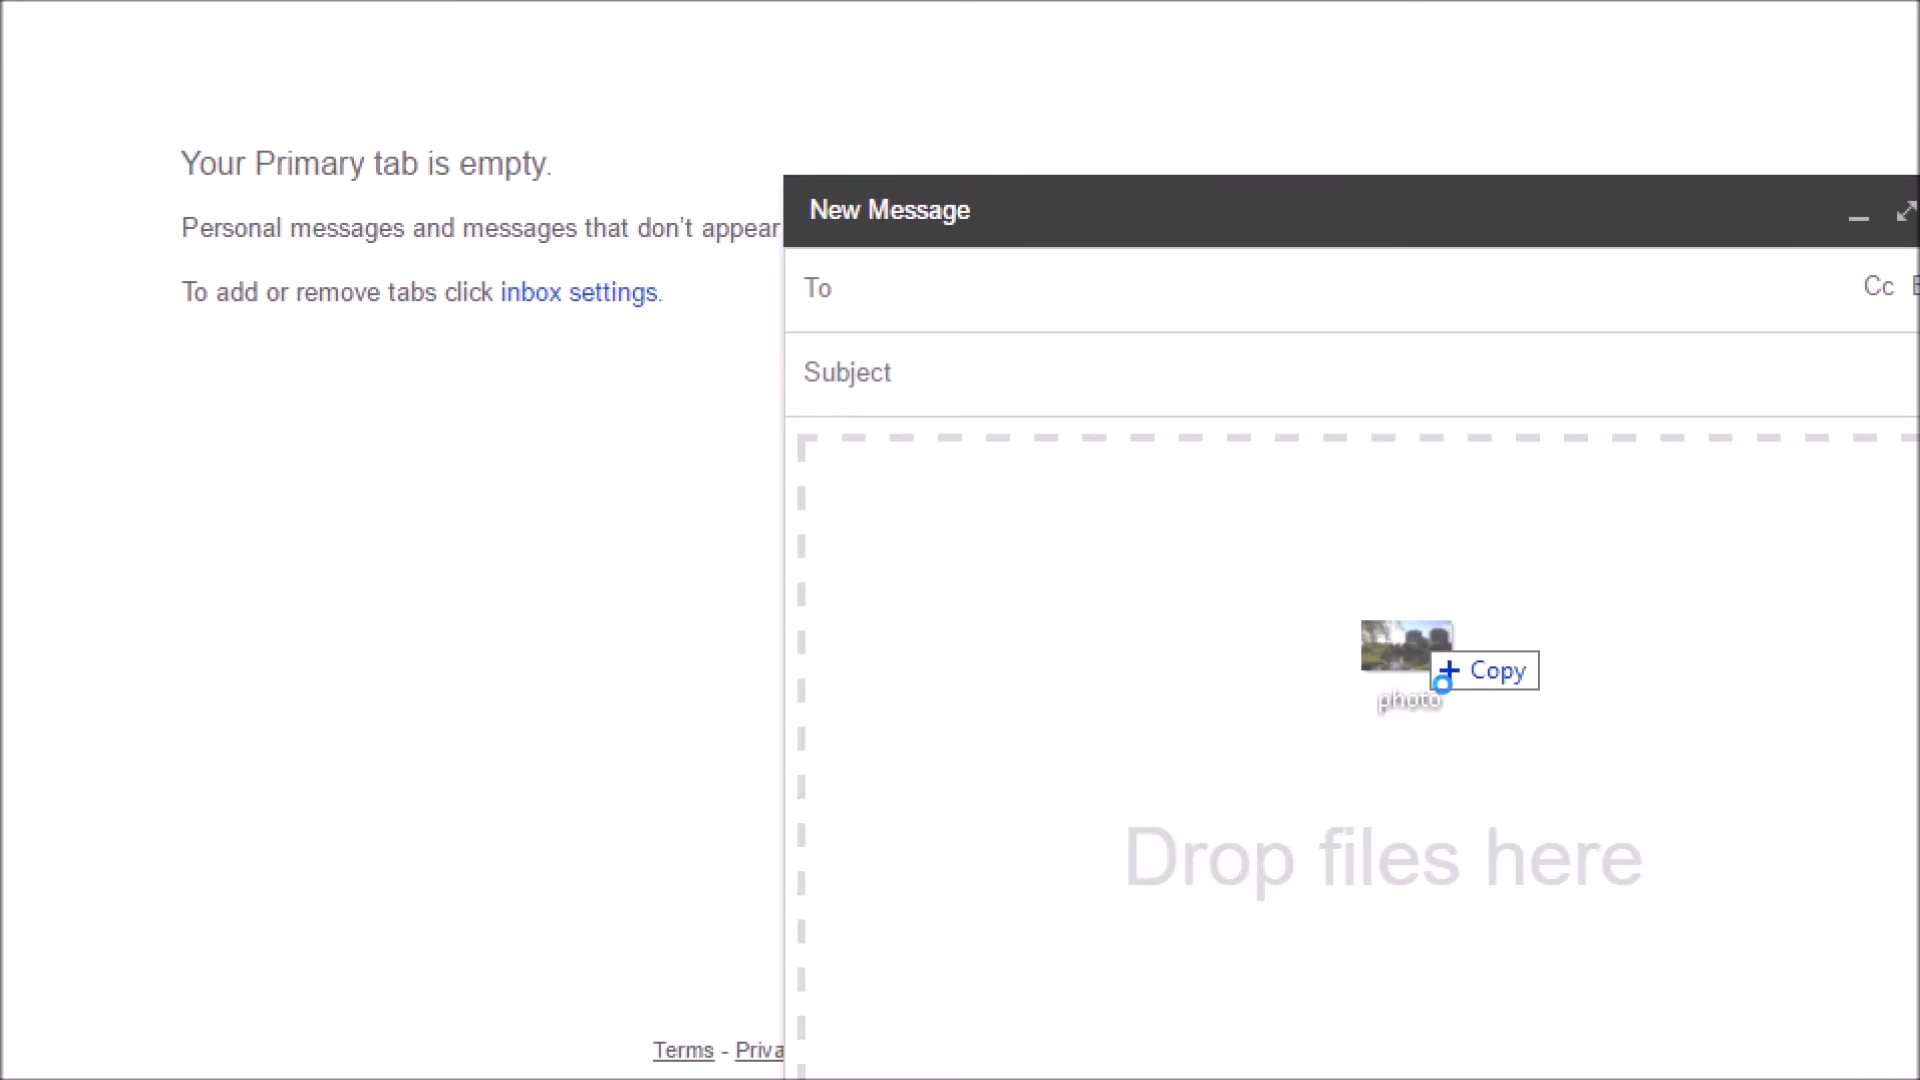 Your Primary tab is empty.
Personal messages and messages that don't appear
To add or remove tabs click inbox settings.
Terms - Priva
New Message
To
Cc
Subject
+ Copy
photo
Drop files here